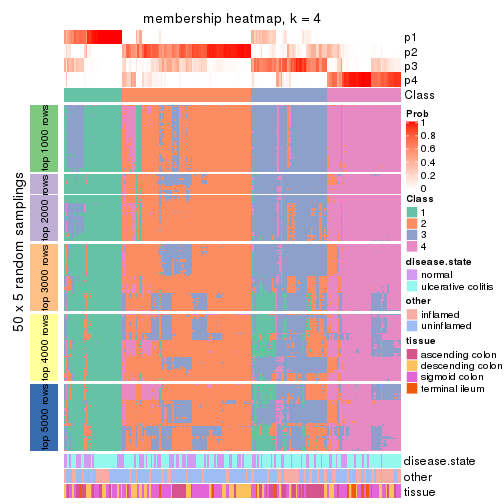 membership heatmap, k = 4
p1
p2
p3
p4
Class
50 x 5 random samplings
top 1000 rows
top 2000 rows
top 3000 rows
top 4000 rows
top 5000 rows
disease.state
other
tissue
Prob
1
0.8
0.6
0.4
0.2
0
Class
1
2
3
4
disease.state
normal
ulcerative colitis
other
inflamed
uninflamed
tissue
ascending colon
descending colon
sigmoid colon
terminal ileum